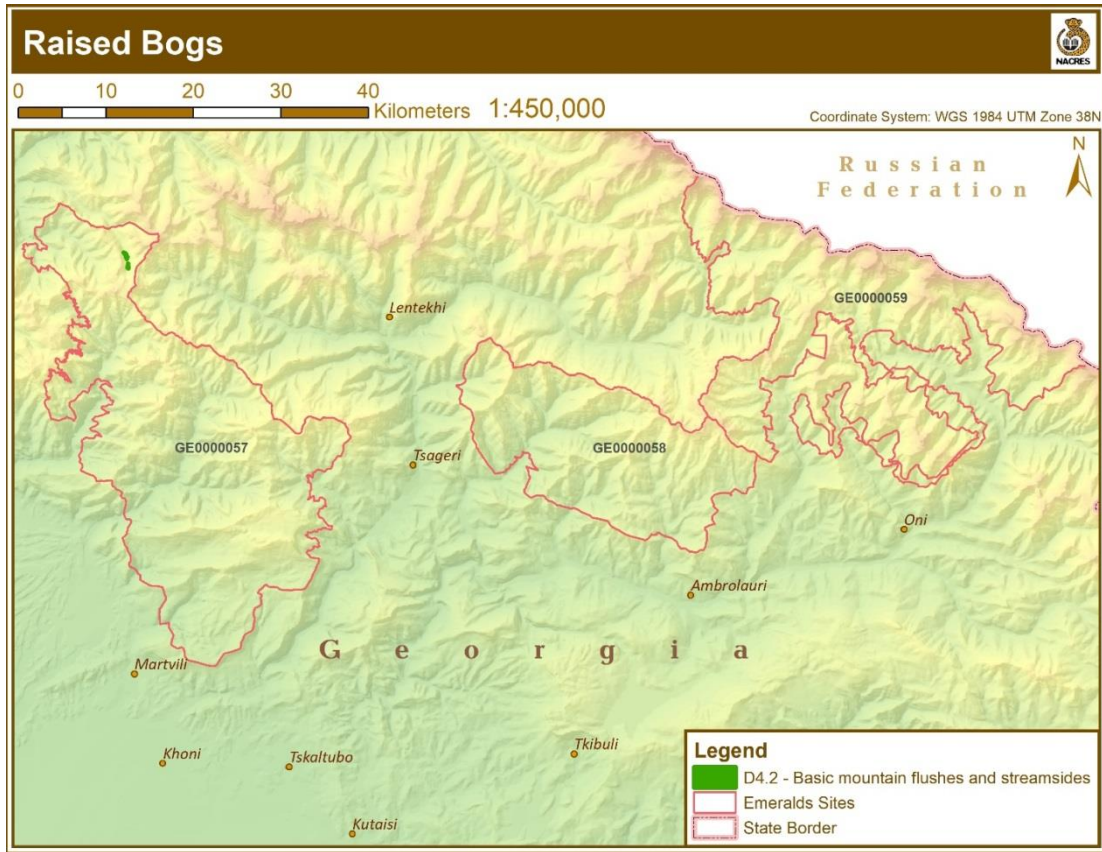 Raised Bogs
NACRES
0 10 20 30 40
Kilometers 1:450,000
Coordinate System: WGS 1984 UTM Zone 38N
N
Russian
Federation
GE0000059
Lentekhi
GE0000057
GE0000058
Tsageri
Oni
Ambrolauri
Georgia
Martvili
Khoni
Tskaltubo
Tkibuli
Kutaisi
Legend
D4.2 - Basic mountain flushes and streamsides
Emeralds Sites
State Border